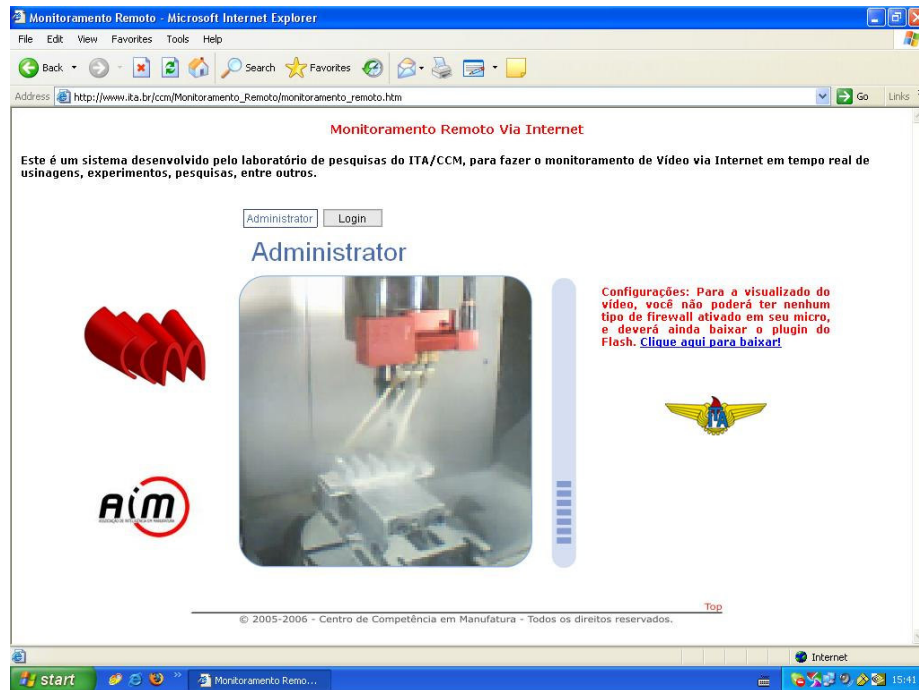 Monitoramento Remoto - Microsoft Internet Explorer
File Edit View Favorites Tools Help
Back Search Favorites
Address http://www.ita.br/ccm/Monitoramento_Remoto/monitoramento_remoto.htm Go Links
Monitoramento Remoto Via Internet
Este é um sistema desenvolvido pelo laboratório de pesquisas do ITA/CCM, para fazer o monitoramento de Vídeo via Internet em tempo real de
usinagens, experimentos, pesquisas, entre outros.
Administrator Login
Administrator
Configurações: Para a visualizado do
vídeo, você não poderá ter nenhum
tipo de firewall ativado em seu micro,
e deverá ainda baixar o plugin do
Flash. Clique aqui para baixar!
CCM
ITA
AIM
Top
© 2005-2006 - Centro de Competência em Manufatura - Todos os direitos reservados.
Internet
start Monitoramento Remo... 15:41